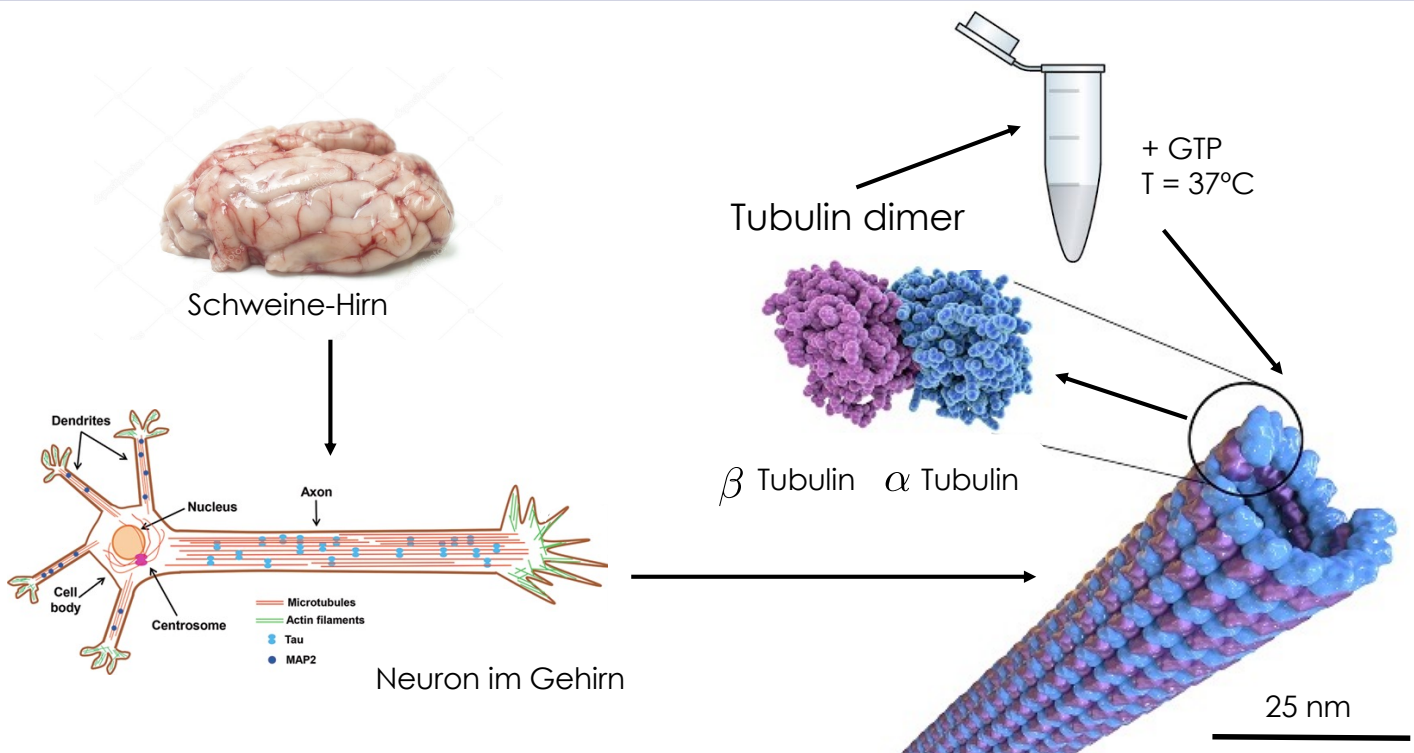 Schweine-Hirn
Dendrites
Nucleus
Axon
Cell
body
Centrosome
Microtubules
Actin filaments
Tau
MAP2
Neuron im Gehirn
+ GTP
T = 37ºC
Tubulin dimer
β Tubulin α Tubulin
25 nm